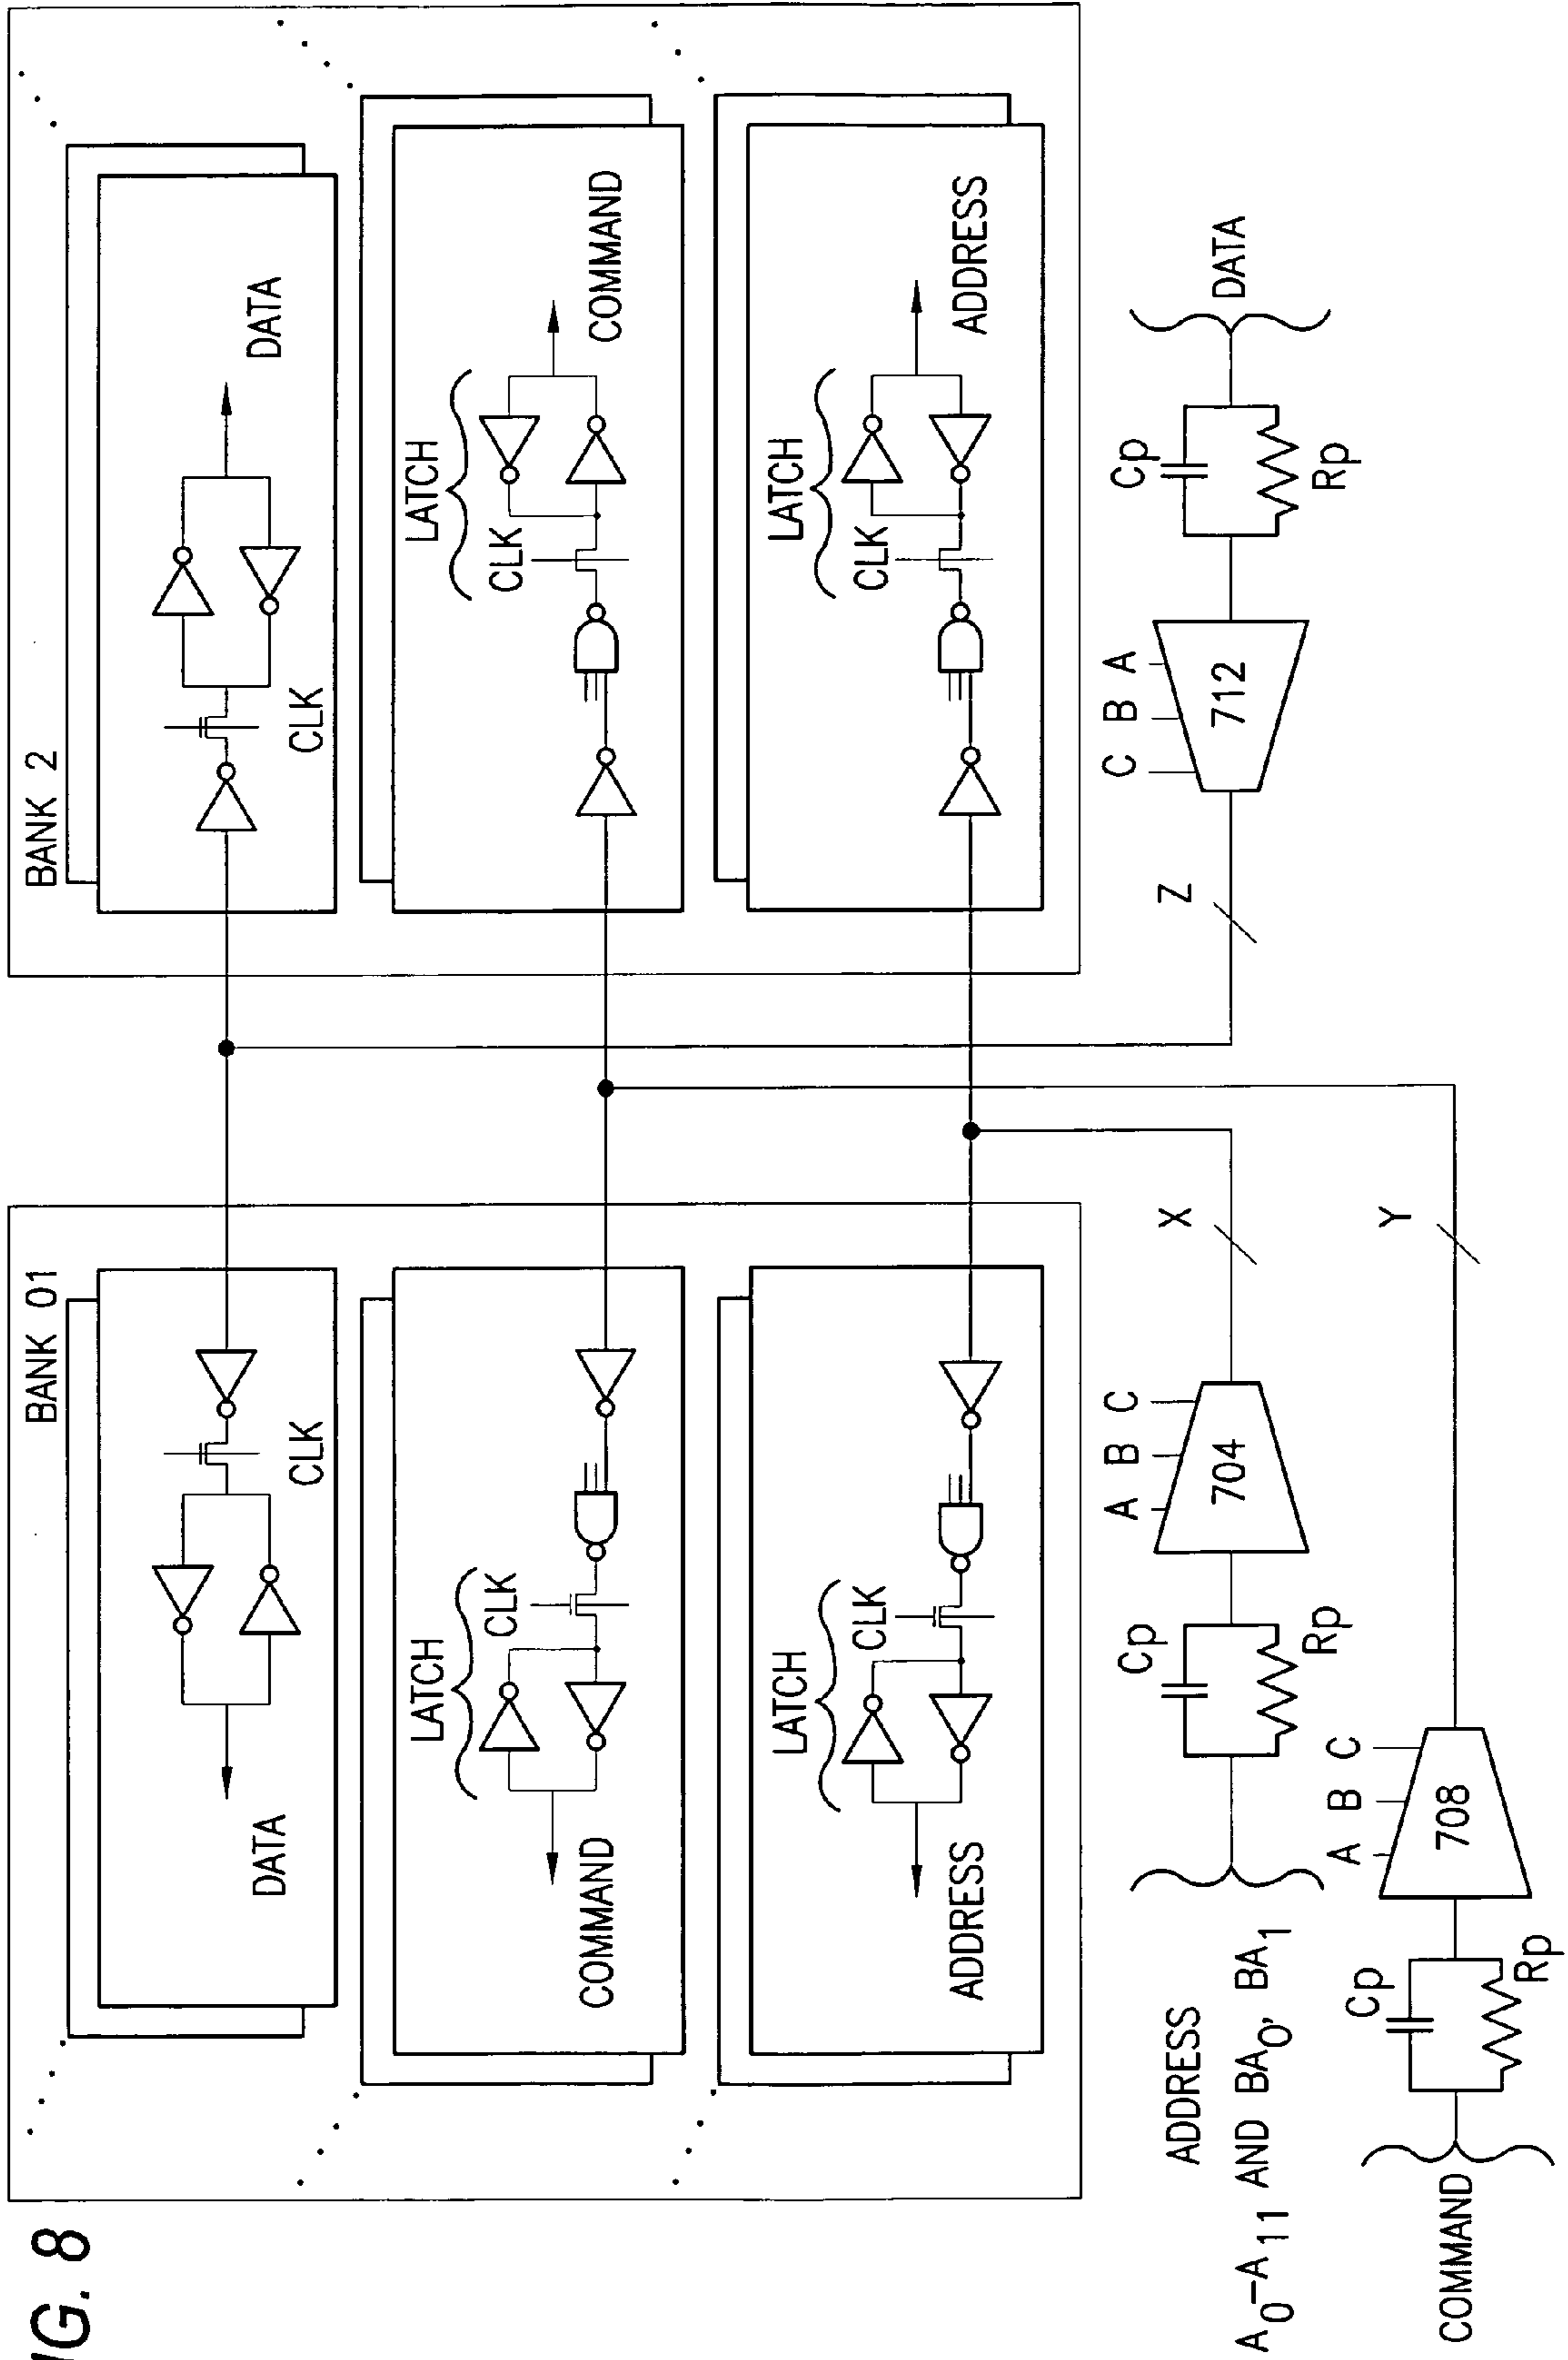 IG. 8
BANK 01
DATA
CLK
COMMAND
LATCH
CLK
ADDRESS
LATCH
CLK
BANK 2
CLK
DATA
CLK
LATCH
COMMAND
CLK
LATCH
ADDRESS
ADDRESS
A0-A11 AND BA0, BA1
Cp
Rp
A B C
704
X
COMMAND
Cp
Rp
A B C
708
Y
Z
C B A
712
Cp
Rp
DATA